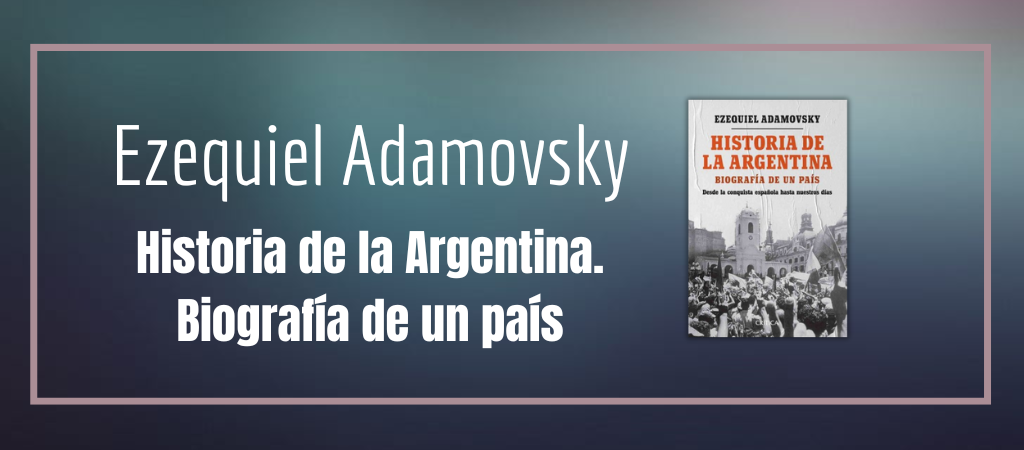 Ezequiel Adamovsky
Historia de la Argentina.
Biografía de un país
EZEQUIEL ADAMOVSKY
HISTORIA DE
LA ARGENTINA
BIOGRAFÍA DE UN PAÍS
Desde la conquista española hasta nuestros días